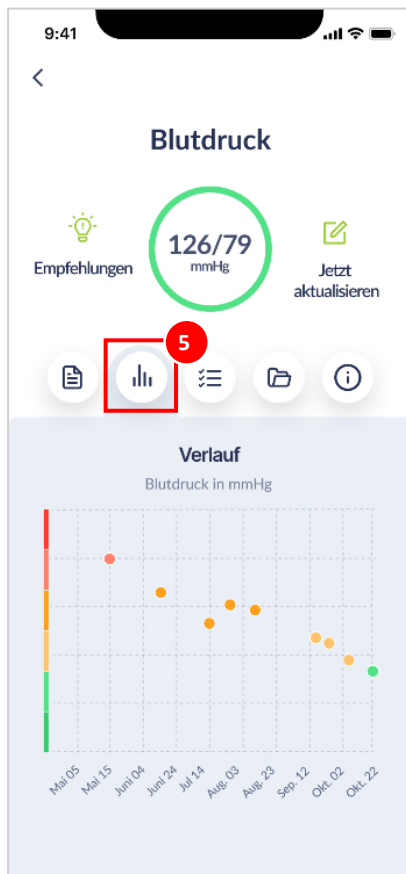 9:41
Blutdruck
Empfehlungen
126/79
mmHg
Jetzt
aktualisieren
5
Verlauf
Blutdruck in mmHg
Mai 05
Mai 15
Juni 04
Juni 24
Jul 14
Aug. 03
Aug. 23
Sep. 12
Okt. 02
Okt. 22